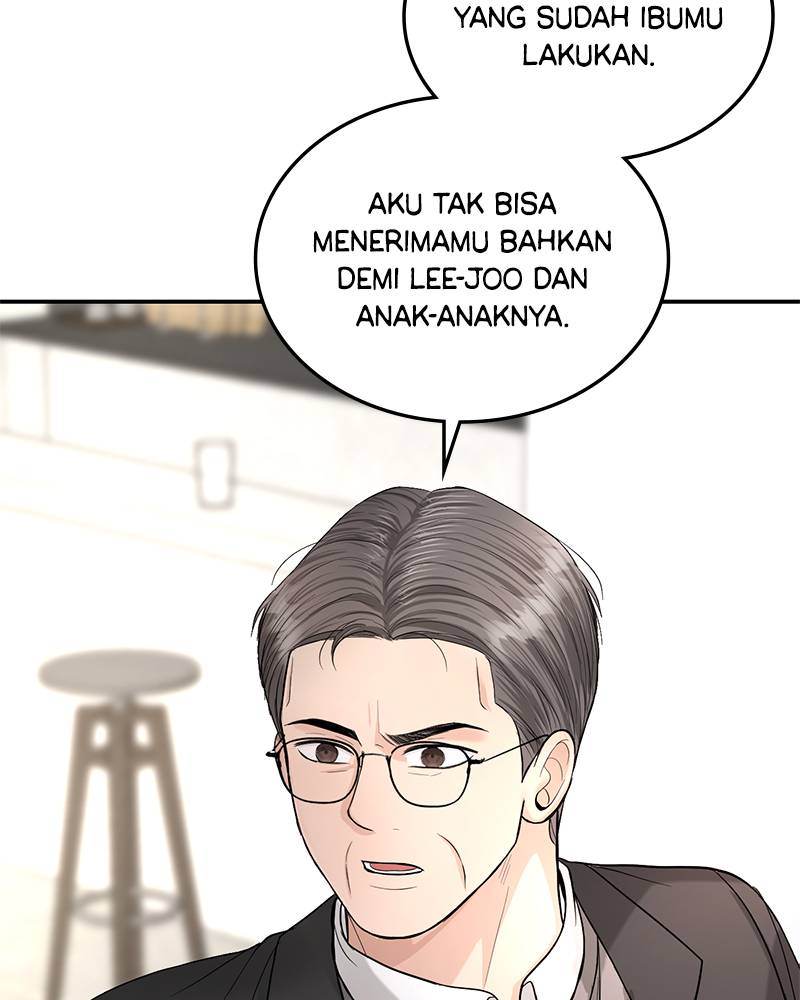 YANG SUDAH IBUMU
LAKUKAN.
AKU TAK BISA
MENERIMAMU BAHKAN
DEMI LEE-JOO DAN
ANAK-ANAKNYA.